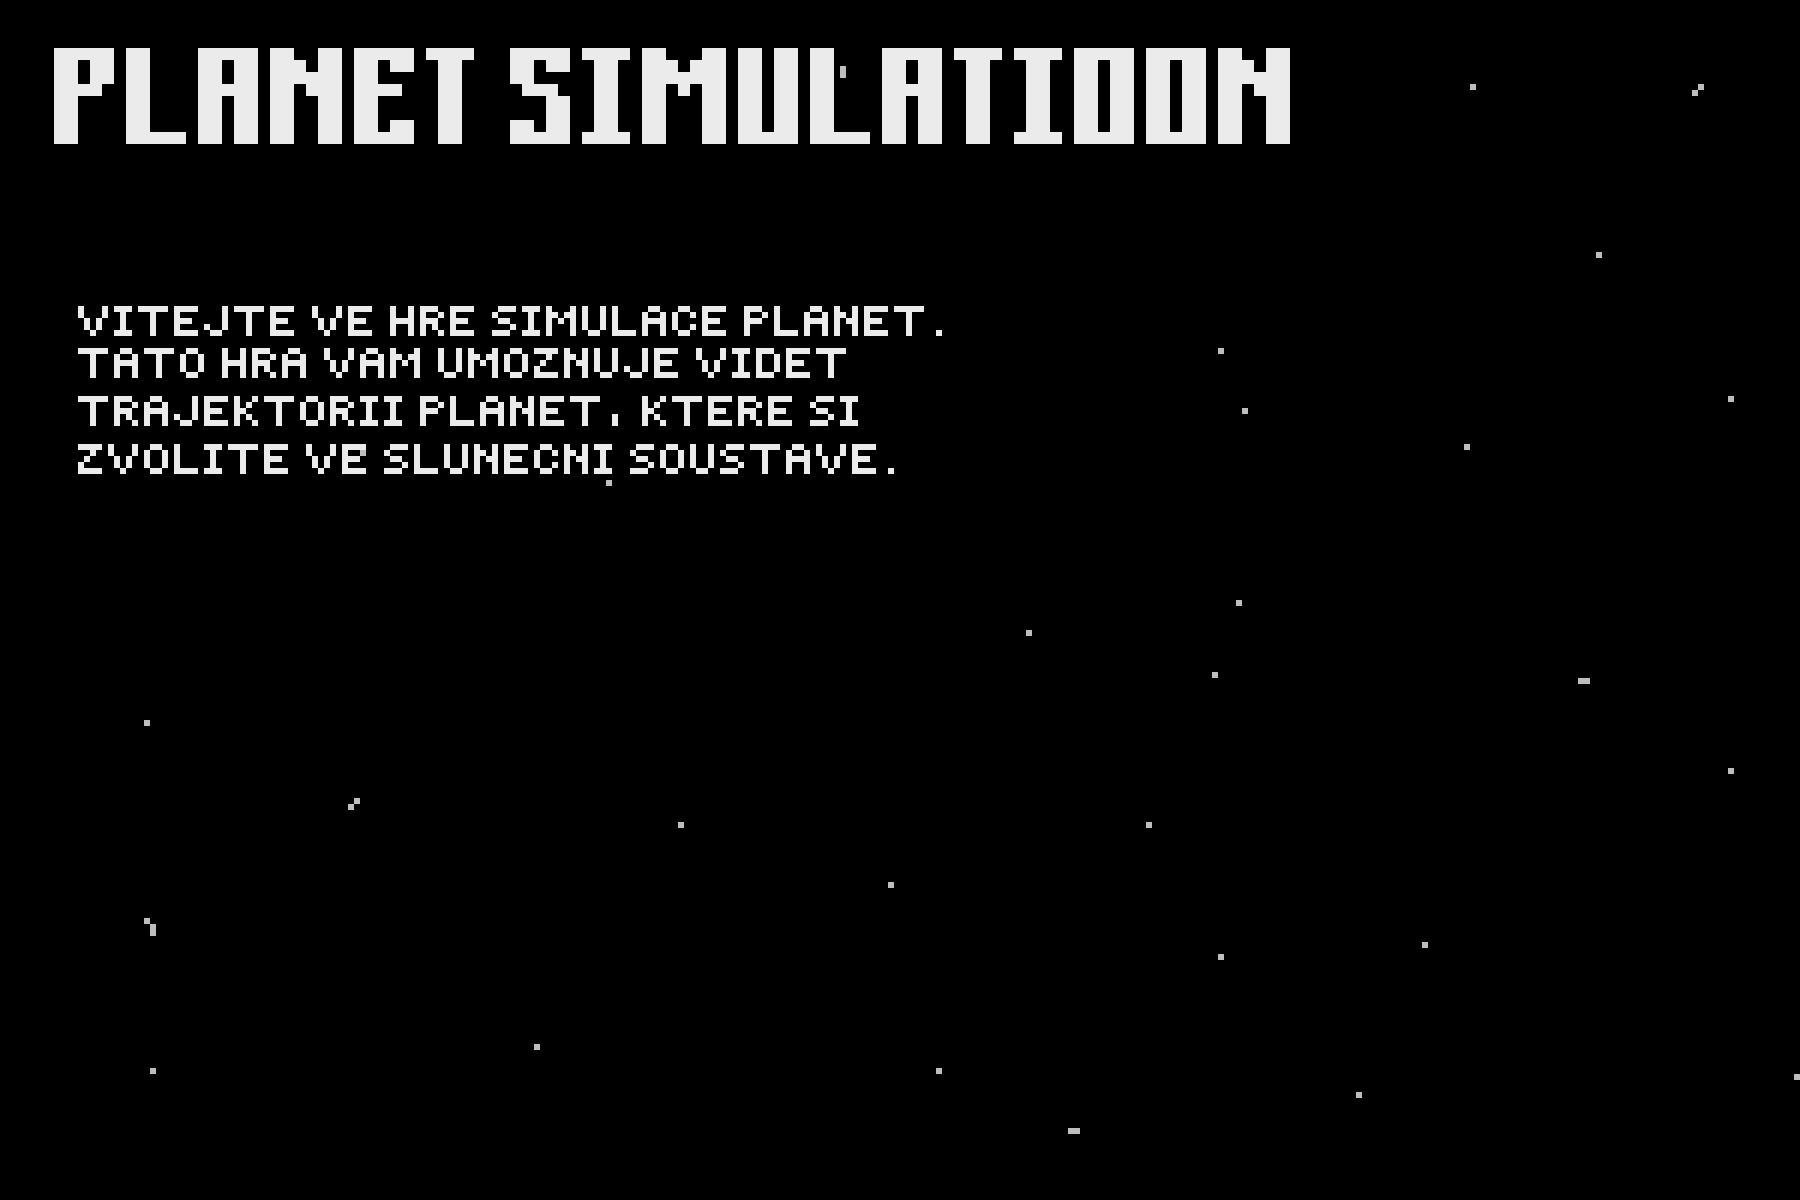 PLANET SIMULATIOON
VITEJTE VE HRE SIMULACE PLANET.
TATO HRA VAM UMOZNUJE VIDET
TRAJEKTORII PLANET, KTERE SI
ZVOLITE VE SLUNECNI SOUSTAVE.